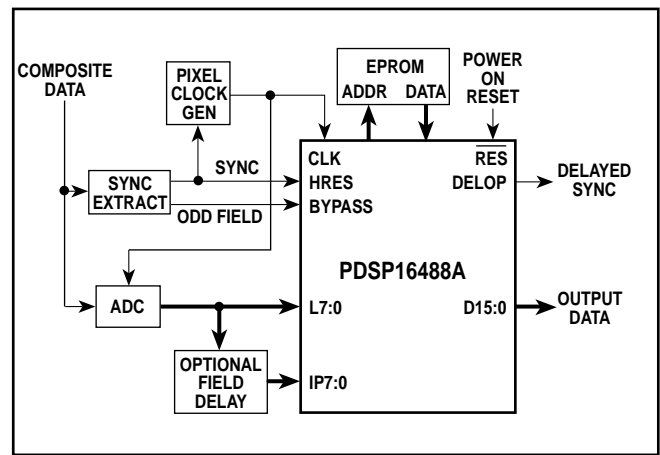 COMPOSITE
DATA
PIXEL
CLOCK
GEN
EPROM
ADDR DATA
POWER
ON
RESET
SYNC
EXTRACT
SYNC
ODD FIELD
CLK
HRES
BYPASS
RES
DELOP
DELAYED
SYNC
PDSP16488A
ADC
L7:0
D15:0
OUTPUT
DATA
OPTIONAL
FIELD
DELAY
IP7:0